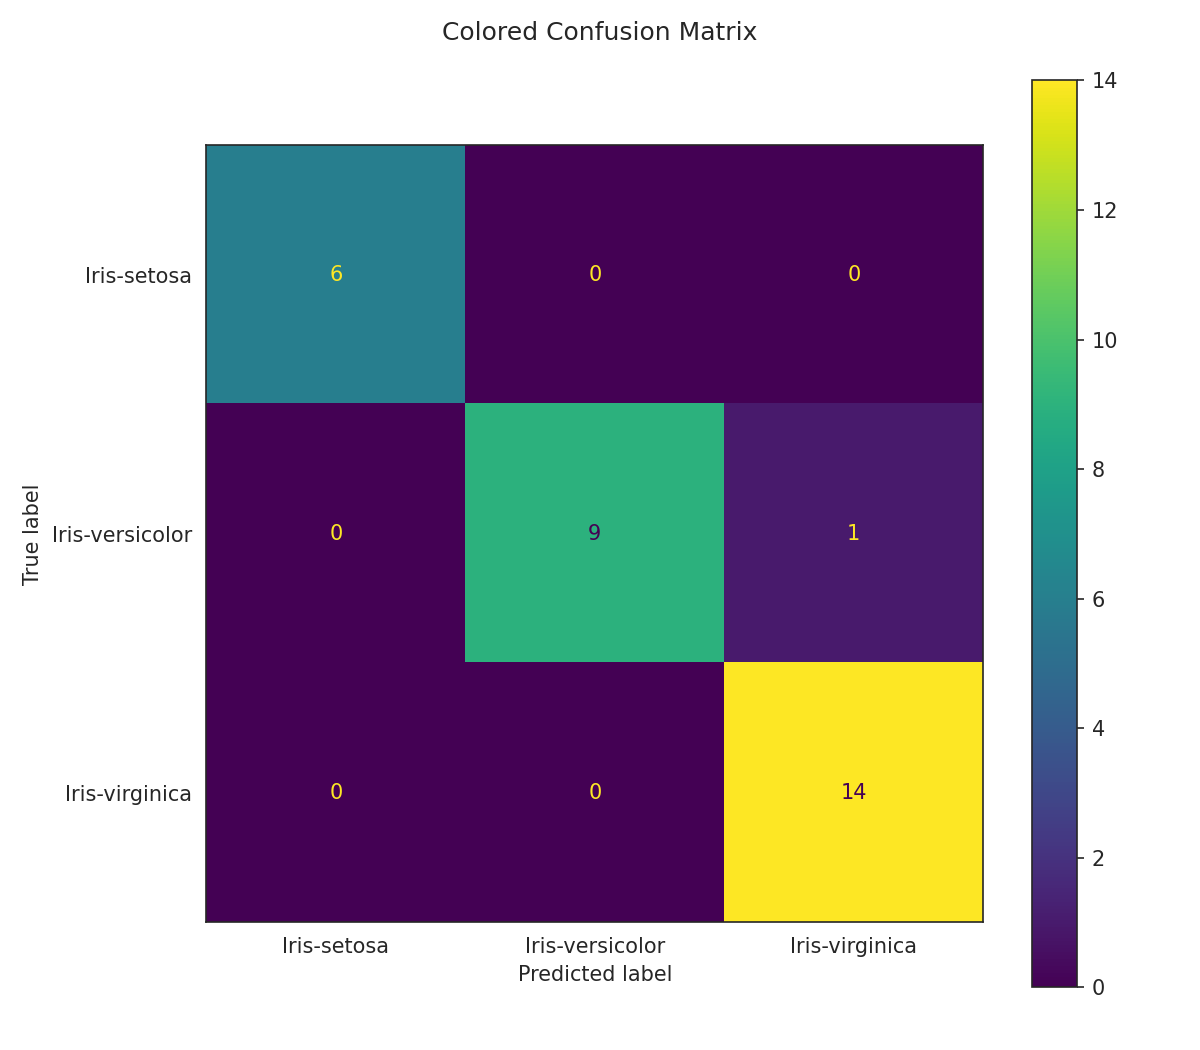 Colored Confusion Matrix
True label
Iris-setosa
6 0 0
Iris-versicolor
0 9 1
Iris-virginica
0 0 14
Iris-setosa Iris-versicolor Iris-virginica
Predicted label
14
12
10
8
6
4
2
0